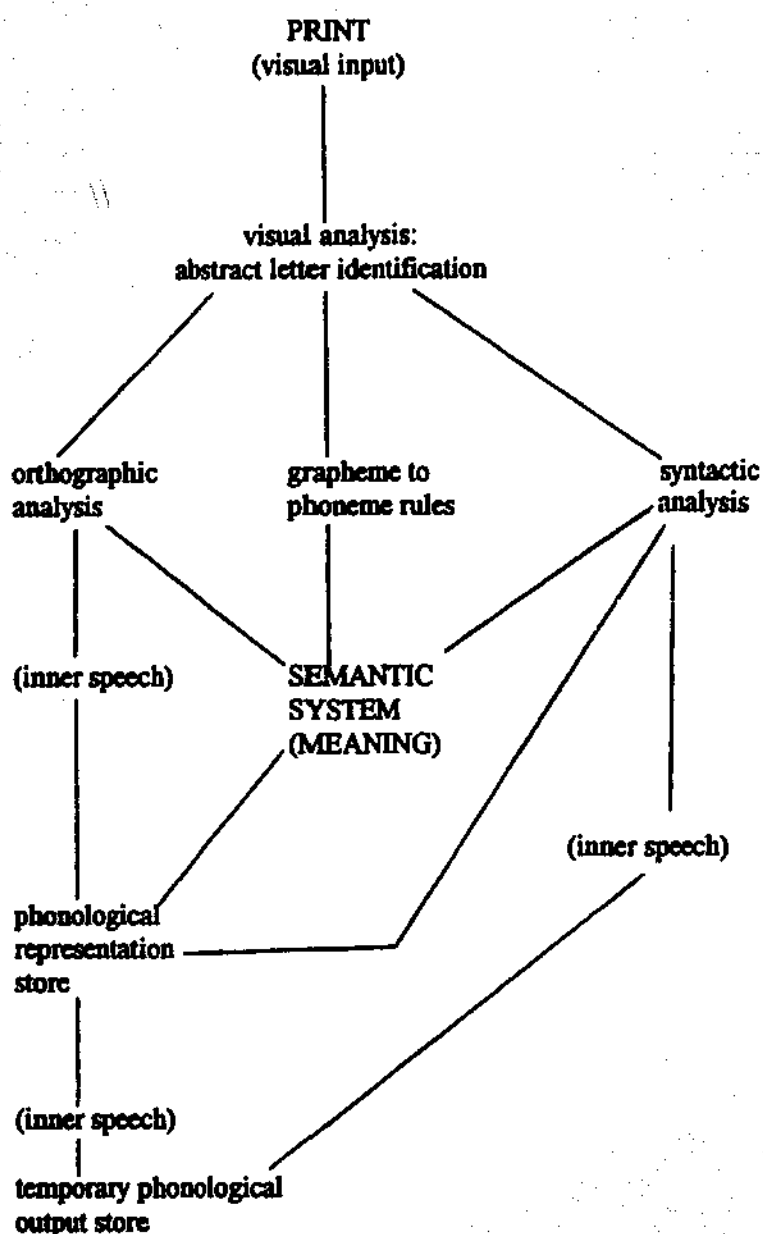 PRINT
(visual input)
visual analysis:
abstract letter identification
orthographic
analysis
grapheme to
phoneme rules
syntactic
analysis
(inner speech)
SEMANTIC
SYSTEM
(MEANING)
(inner speech)
phonological
representation
store
(inner speech)
temporary phonological
output store